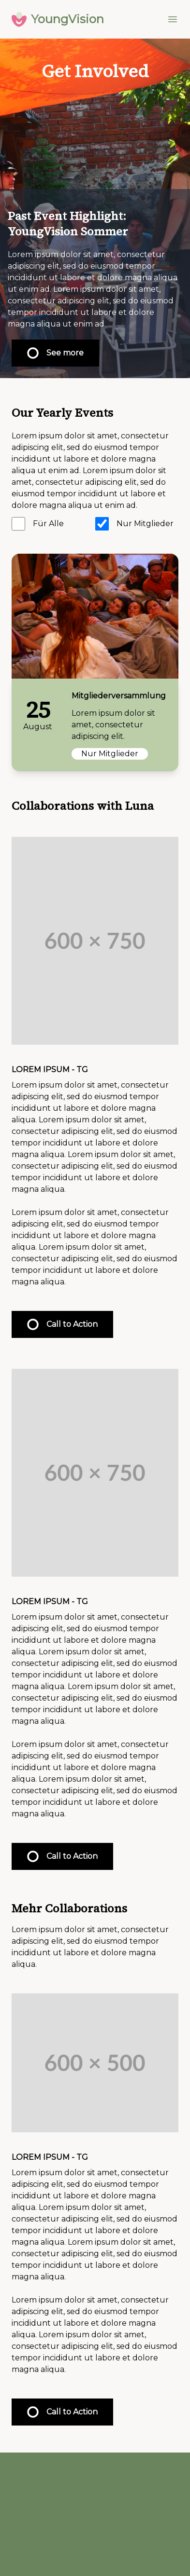 YoungVision
Get Involved
Past Event Highlight:
YoungVision Sommer
Lorem ipsum dolor sit amet, consectetur
adipiscing elit, sed do eiusmod tempor
incididunt ut labore et dolore magna aliqua
ut enim ad. Lorem ipsum dolor sit amet,
consectetur adipiscing elit, sed do eiusmod
tempor incididunt ut labore et dolore
magna aliqua ut enim ad
See more
Our Yearly Events
Lorem ipsum dolor sit amet, consectetur
adipiscing elit, sed do eiusmod tempor
incididunt ut labore et dolore magna
aliqua ut enim ad. Lorem ipsum dolor sit
amet, consectetur adipiscing elit, sed do
eiusmod tempor incididunt ut labore et
dolore magna aliqua ut enim ad.
Für Alle
Nur Mitglieder
25
August
Mitgliederversammlung
Lorem ipsum dolor sit
amet, consectetur
adipiscing elit.
Nur Mitglieder
Collaborations with Luna
600 × 750
LOREM IPSUM - TG
Lorem ipsum dolor sit amet, consectetur
adipiscing elit, sed do eiusmod tempor
incididunt ut labore et dolore magna
aliqua. Lorem ipsum dolor sit amet,
consectetur adipiscing elit, sed do eiusmod
tempor incididunt ut labore et dolore
magna aliqua. Lorem ipsum dolor sit amet,
consectetur adipiscing elit, sed do eiusmod
tempor incididunt ut labore et dolore
magna aliqua.
Lorem ipsum dolor sit amet, consectetur
adipiscing elit, sed do eiusmod tempor
incididunt ut labore et dolore magna
aliqua. Lorem ipsum dolor sit amet,
consectetur adipiscing elit, sed do eiusmod
tempor incididunt ut labore et dolore
magna aliqua.
Call to Action
600 × 750
LOREM IPSUM - TG
Lorem ipsum dolor sit amet, consectetur
adipiscing elit, sed do eiusmod tempor
incididunt ut labore et dolore magna
aliqua. Lorem ipsum dolor sit amet,
consectetur adipiscing elit, sed do eiusmod
tempor incididunt ut labore et dolore
magna aliqua. Lorem ipsum dolor sit amet,
consectetur adipiscing elit, sed do eiusmod
tempor incididunt ut labore et dolore
magna aliqua.
Lorem ipsum dolor sit amet, consectetur
adipiscing elit, sed do eiusmod tempor
incididunt ut labore et dolore magna
aliqua. Lorem ipsum dolor sit amet,
consectetur adipiscing elit, sed do eiusmod
tempor incididunt ut labore et dolore
magna aliqua.
Call to Action
Mehr Collaborations
Lorem ipsum dolor sit amet, consectetur
adipiscing elit, sed do eiusmod tempor
incididunt ut labore et dolore magna
aliqua.
600 × 500
LOREM IPSUM - TG
Lorem ipsum dolor sit amet, consectetur
adipiscing elit, sed do eiusmod tempor
incididunt ut labore et dolore magna
aliqua. Lorem ipsum dolor sit amet,
consectetur adipiscing elit, sed do eiusmod
tempor incididunt ut labore et dolore
magna aliqua. Lorem ipsum dolor sit amet,
consectetur adipiscing elit, sed do eiusmod
tempor incididunt ut labore et dolore
magna aliqua.
Lorem ipsum dolor sit amet, consectetur
adipiscing elit, sed do eiusmod tempor
incididunt ut labore et dolore magna
aliqua. Lorem ipsum dolor sit amet,
consectetur adipiscing elit, sed do eiusmod
tempor incididunt ut labore et dolore
magna aliqua.
Call to Action